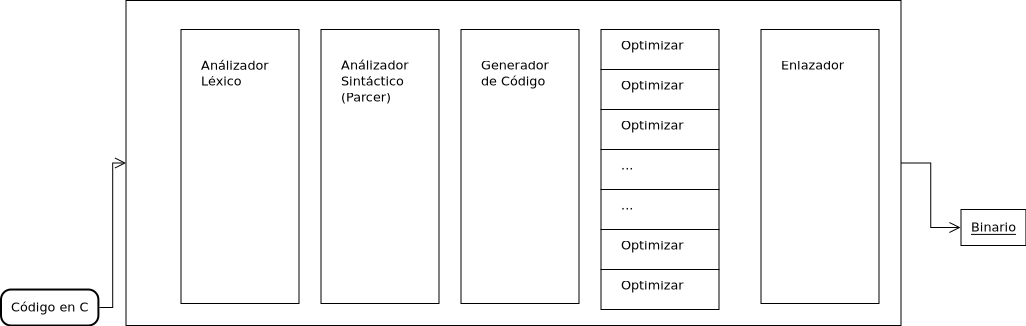 Análizador
Léxico
Análizador
Sintáctico
(Parcer)
Generador
de Código
Optimizar
Optimizar
Optimizar
...
...
Optimizar
Optimizar
Enlazador
Código en C
Binario